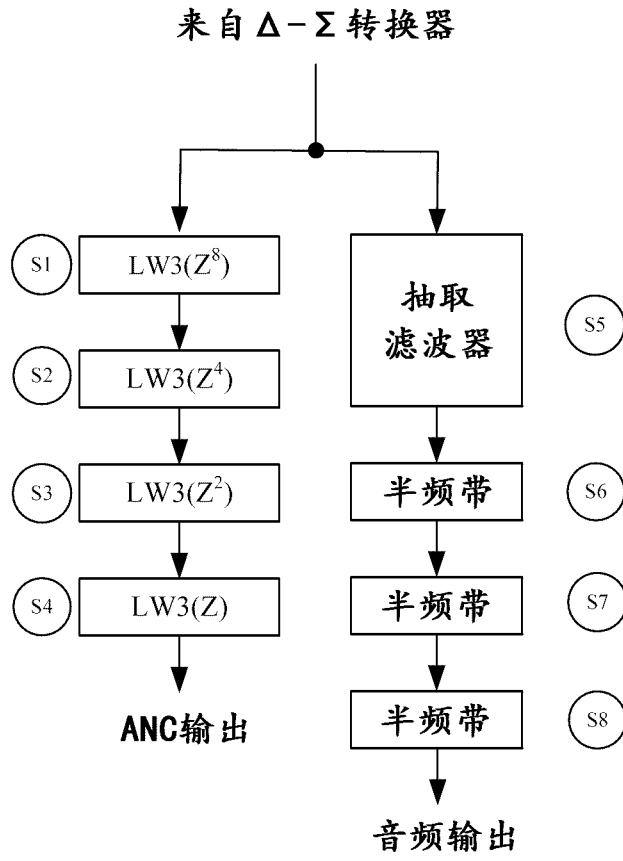 来自 Δ-Σ 转换器
S1
LW3(Z⁸)
S2
LW3(Z⁴)
S3
LW3(Z²)
S4
LW3(Z)
ANC输出
抽取
滤波器
S5
半频带
S6
半频带
S7
半频带
S8
音频输出